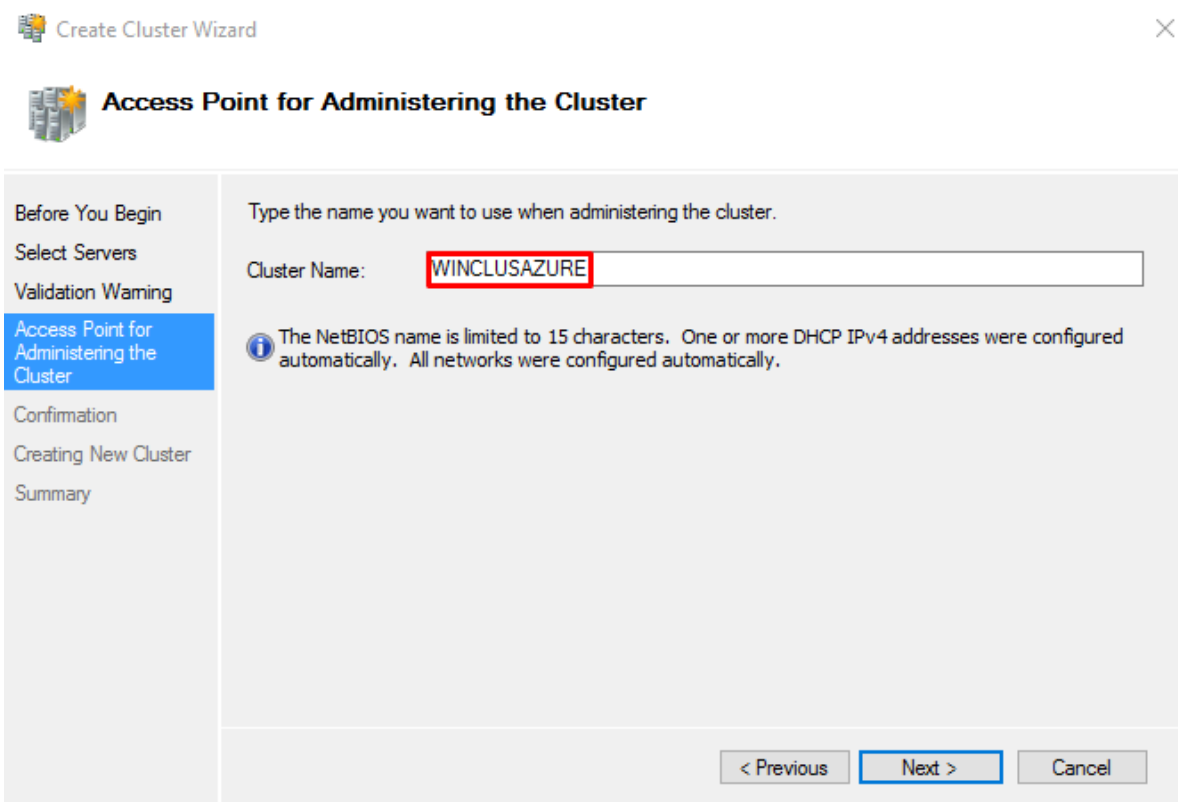 Create Cluster Wizard
Access Point for Administering the Cluster
Before You Begin
Select Servers
Validation Warning
Access Point for
Administering the
Cluster
Confirmation
Creating New Cluster
Summary
Type the name you want to use when administering the cluster.
Cluster Name:
WINCLUSAZURE
The NetBIOS name is limited to 15 characters.  One or more DHCP IPv4 addresses were configured
automatically.  All networks were configured automatically.
< Previous
Next >
Cancel